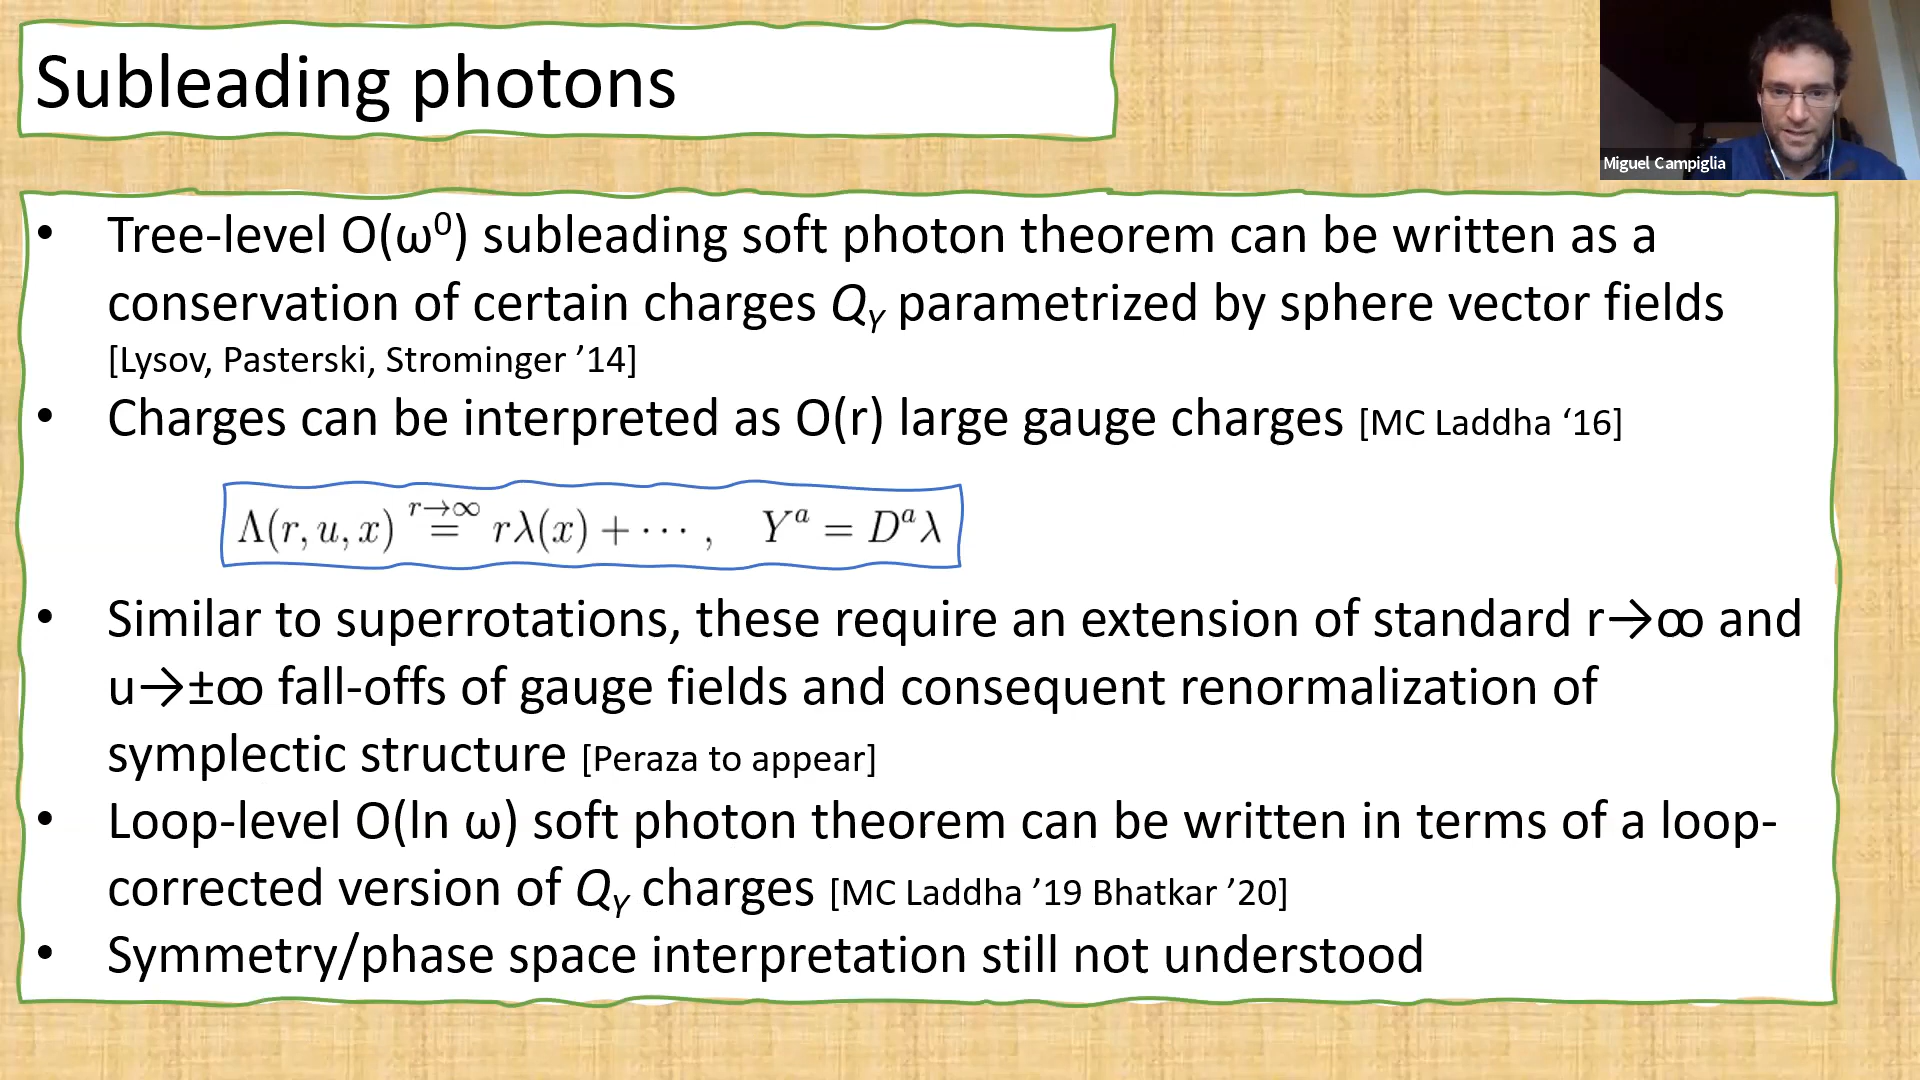 Subleading photons
Miguel Campiglia
• Tree-level O(ω⁰) subleading soft photon theorem can be written as a
conservation of certain charges Q_Y parametrized by sphere vector fields
[Lysov, Pasterski, Strominger ’14]
• Charges can be interpreted as O(r) large gauge charges [MC Laddha ‘16]
Λ(r, u, x) =^{r→∞} rλ(x) + ··· , Y^a = D^a λ
• Similar to superrotations, these require an extension of standard r→∞ and
u→±∞ fall-offs of gauge fields and consequent renormalization of
symplectic structure [Peraza to appear]
• Loop-level O(ln ω) soft photon theorem can be written in terms of a loop-
corrected version of Q_Y charges [MC Laddha ’19 Bhatkar ’20]
• Symmetry/phase space interpretation still not understood